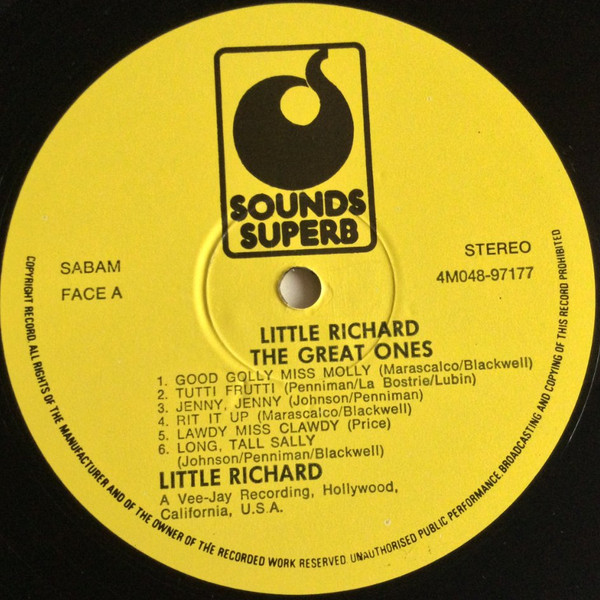 SOUNDS
SUPERB
SABAM
FACE A
STEREO
4M048-97177
LITTLE RICHARD
THE GREAT ONES
1. GOOD GOLLY MISS MOLLY (Marascalco/Blackwell)
2. TUTTI FRUTTI (Penniman/La Bostrie/Lubin)
3. JENNY, JENNY (Johnson/Penniman)
4. RIT IT UP (Marascalco/Blackwell)
5. LAWDY MISS CLAWDY (Price)
6. LONG, TALL SALLY
(Johnson/Penniman/Blackwell)
LITTLE RICHARD
A Vee-Jay Recording, Hollywood,
California, U.S.A.
COPYRIGHT RECORD. ALL RIGHTS OF THE MANUFACTURER AND OF THE OWNER OF THE RECORDED WORK RESERVED. UNAUTHORISED PUBLIC PERFORMANCE, BROADCASTING AND COPYING OF THIS RECORD PROHIBITED